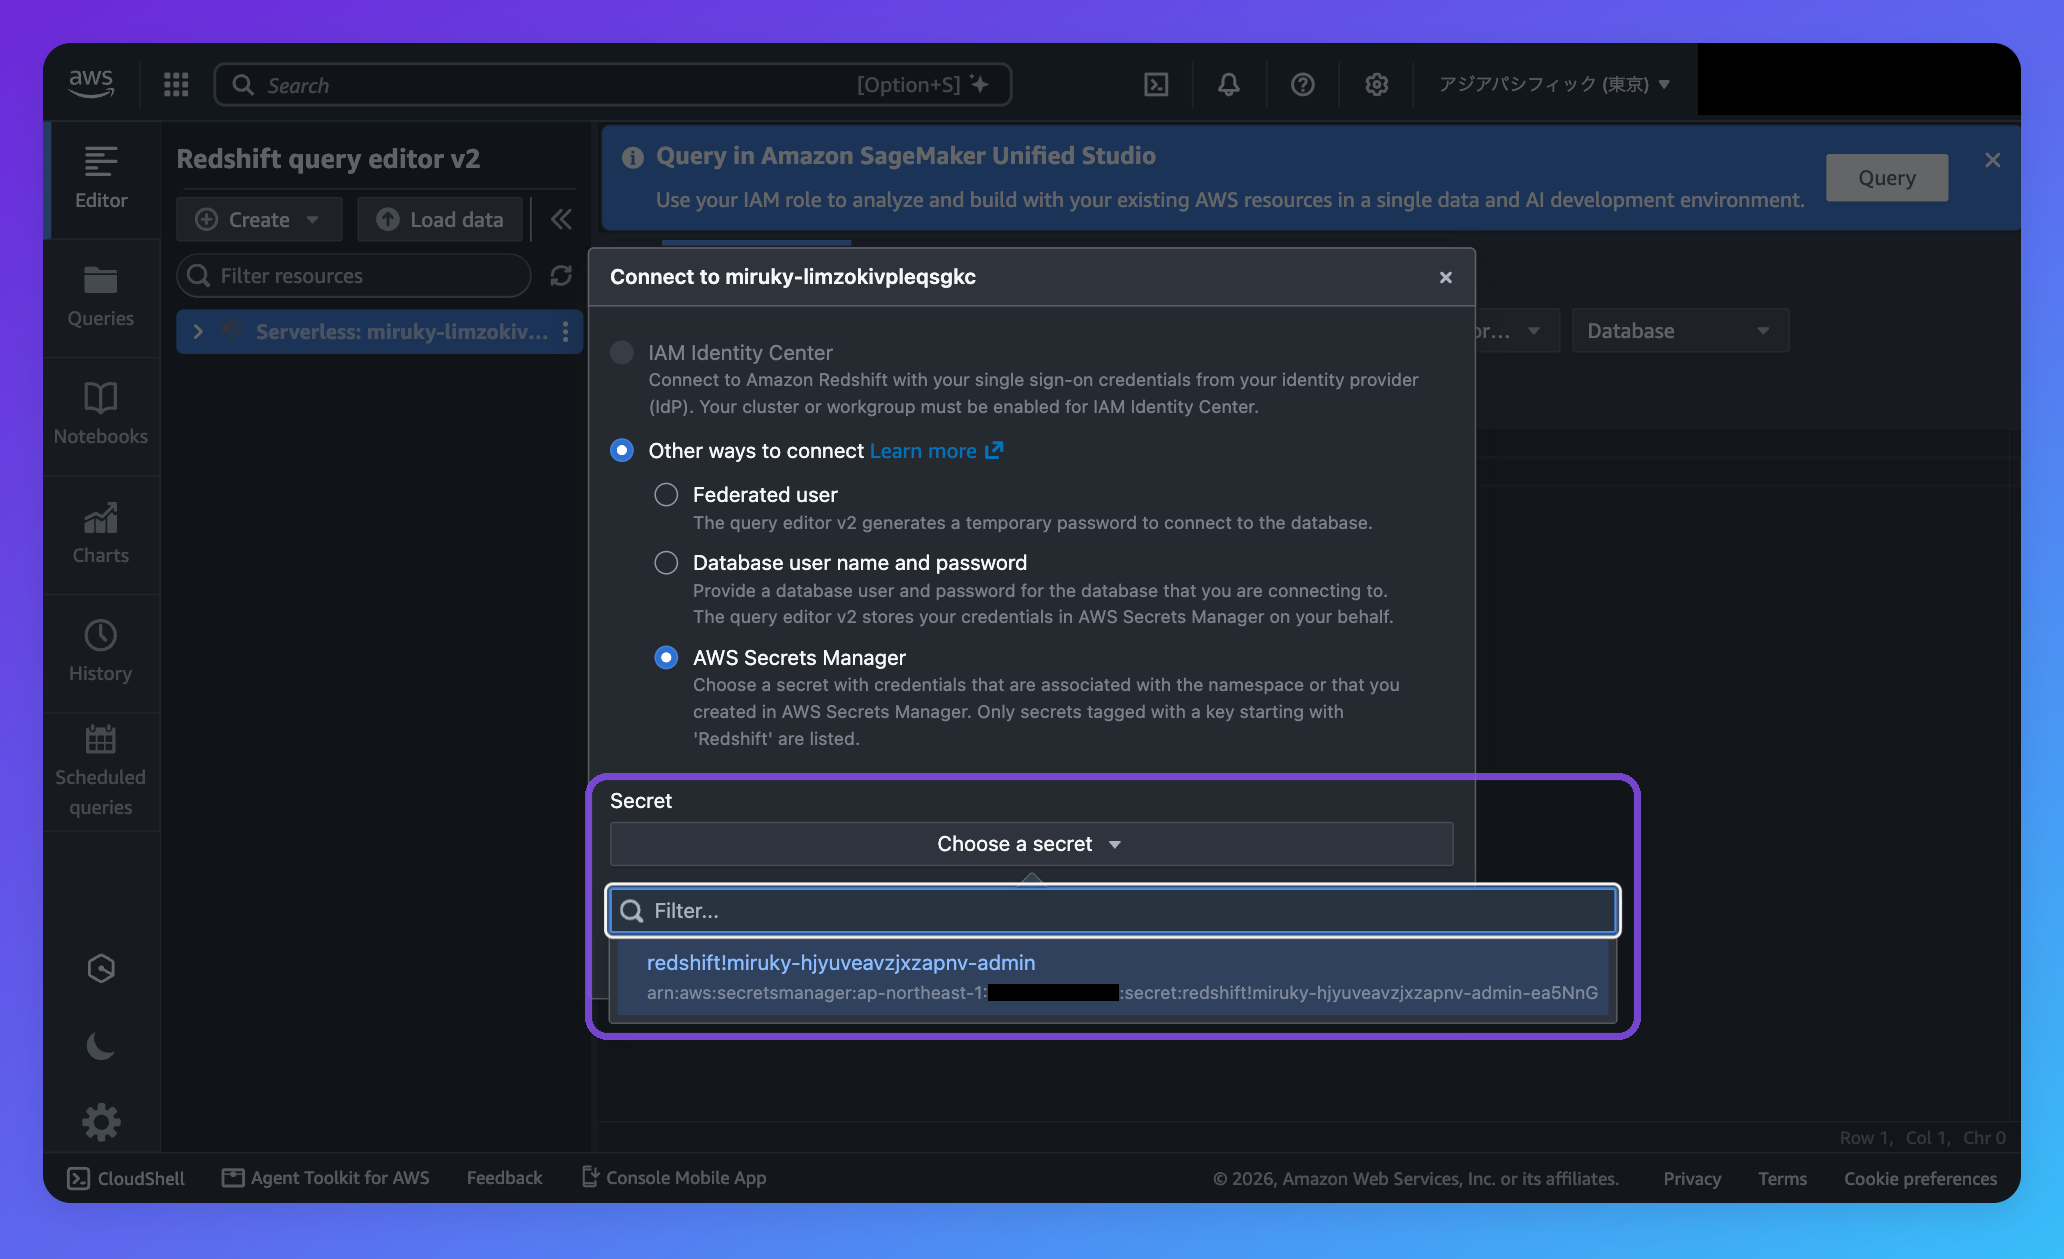 aws
Search
[Option+S]
アジアパシフィック (東京)
Editor
Queries
Notebooks
Charts
History
Scheduled
queries
Redshift query editor v2
Create
Load data
Filter resources
Serverless: miruky-limzokiv...
Query in Amazon SageMaker Unified Studio
Use your IAM role to analyze and build with your existing AWS resources in a single data and AI development environment.
Query
or...
Database
Connect to miruky-limzokivpleqsgkc
IAM Identity Center
Connect to Amazon Redshift with your single sign-on credentials from your identity provider
(IdP). Your cluster or workgroup must be enabled for IAM Identity Center.
Other ways to connect Learn more
Federated user
The query editor v2 generates a temporary password to connect to the database.
Database user name and password
Provide a database user and password for the database that you are connecting to.
The query editor v2 stores your credentials in AWS Secrets Manager on your behalf.
AWS Secrets Manager
Choose a secret with credentials that are associated with the namespace or that you
created in AWS Secrets Manager. Only secrets tagged with a key starting with
'Redshift' are listed.
Secret
Choose a secret
Filter...
redshift!miruky-hjyuveavzjxzapnv-admin
arn:aws:secretsmanager:ap-northeast-1: :secret:redshift!miruky-hjyuveavzjxzapnv-admin-ea5NnG
Row 1, Col 1, Chr 0
CloudShell
Agent Toolkit for AWS
Feedback
Console Mobile App
© 2026, Amazon Web Services, Inc. or its affiliates.
Privacy
Terms
Cookie preferences